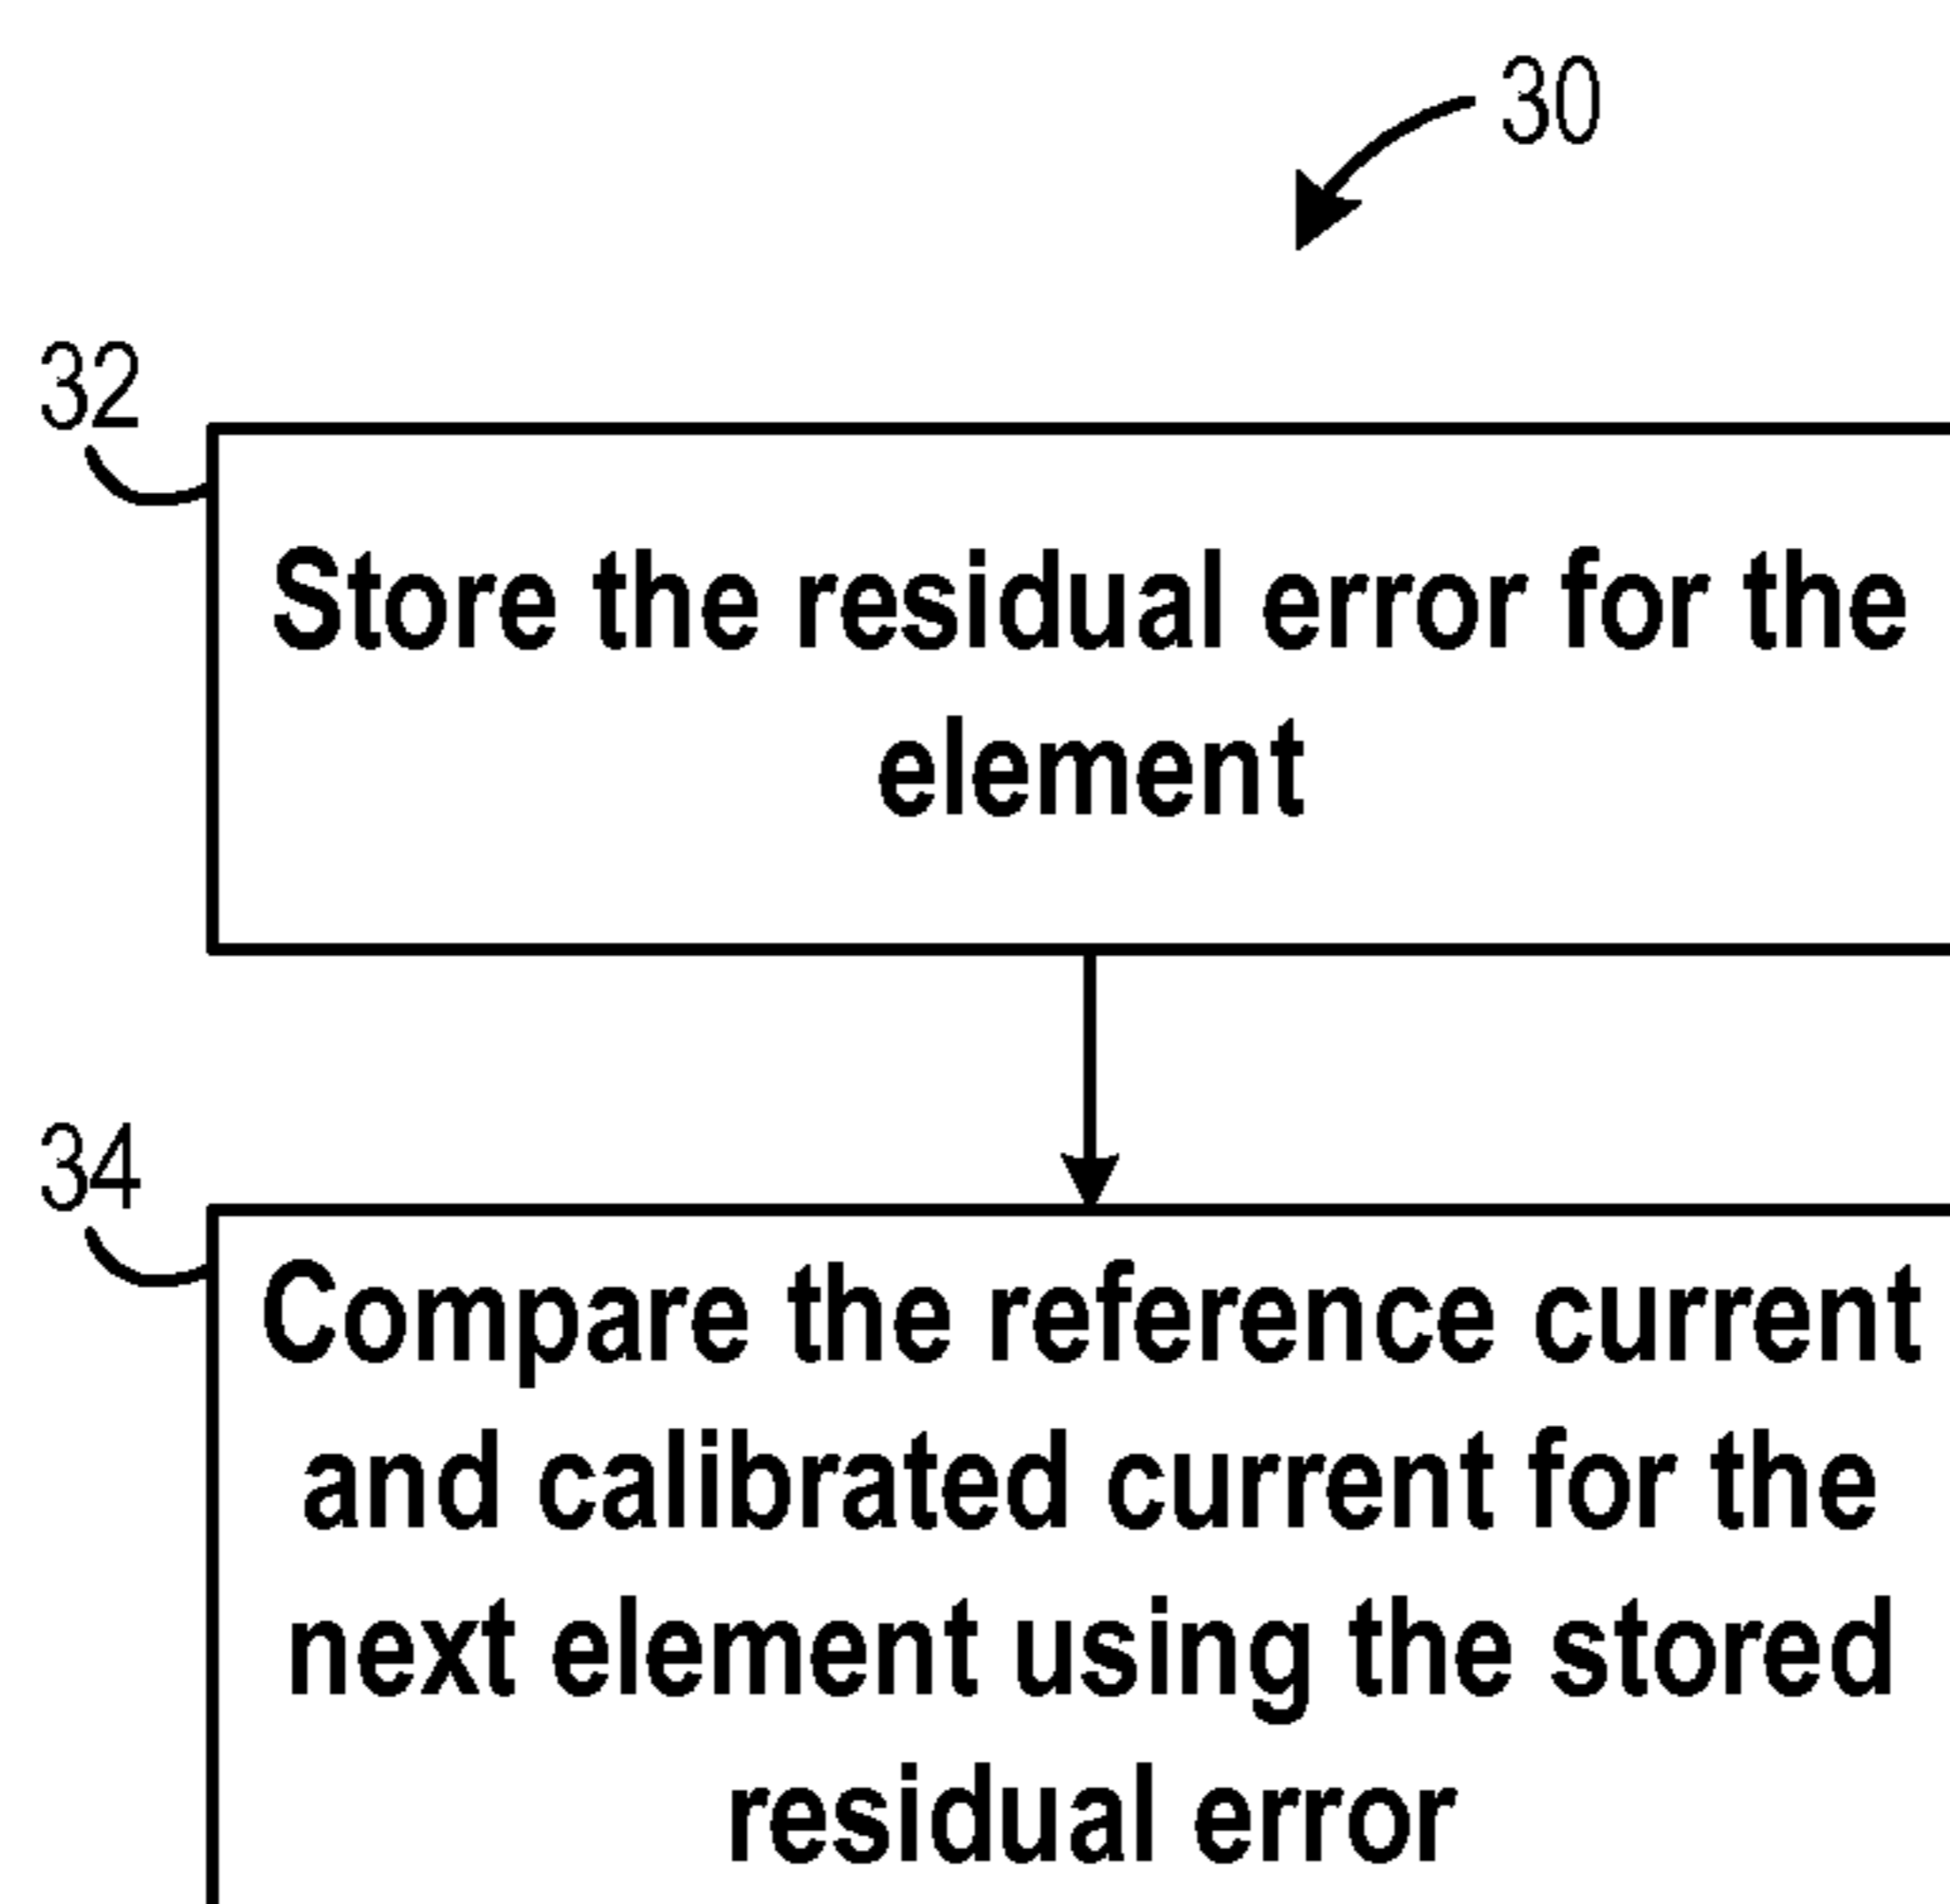 30
32
Store the residual error for the
element
34
Compare the reference current
and calibrated current for the
next element using the stored
residual error